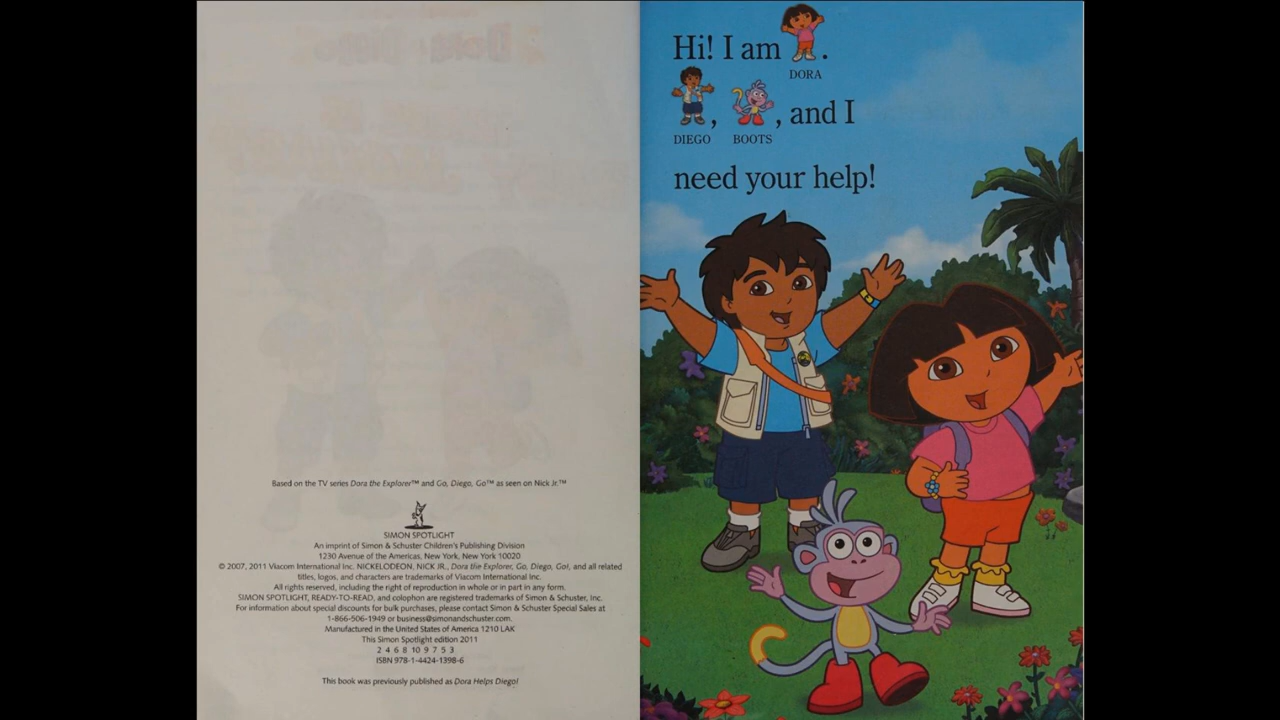 Based on the TV series Dora the Explorer™ and Go, Diego, Go™ as seen on Nick Jr.™
SIMON SPOTLIGHT
An imprint of Simon & Schuster Children's Publishing Division
1230 Avenue of the Americas, New York, New York 10020
© 2007, 2011 Viacom International Inc. NICKELODEON, NICK JR., Dora the Explorer, Go, Diego, Go!, and all related
titles, logos, and characters are trademarks of Viacom International Inc.
All rights reserved, including the right of reproduction in whole or in part in any form.
SIMON SPOTLIGHT, READY-TO-READ, and colophon are registered trademarks of Simon & Schuster, Inc.
For information about special discounts for bulk purchases, please contact Simon & Schuster Special Sales at
1-866-506-1949 or business@simonandschuster.com.
Manufactured in the United States of America 1210 LAK
This Simon Spotlight edition 2011
2 4 6 8 10 9 7 5 3
ISBN 978-1-4424-1398-6
This book was previously published as Dora Helps Diego!
Hi! I am .
DORA
, , and I
DIEGO BOOTS
need your help!